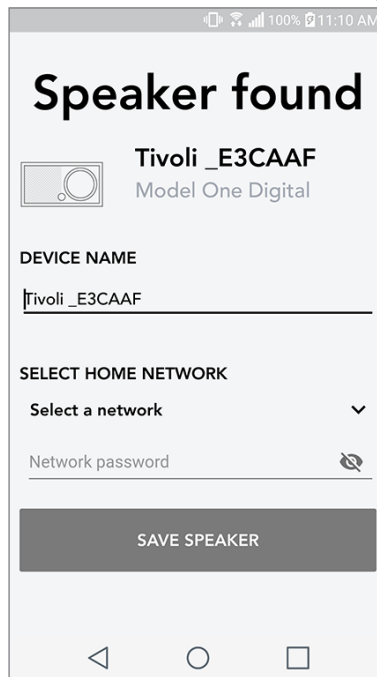 100% 11:10 AM
Speaker found
Tivoli _E3CAAF
Model One Digital
DEVICE NAME
Tivoli _E3CAAF
SELECT HOME NETWORK
Select a network
Network password
SAVE SPEAKER